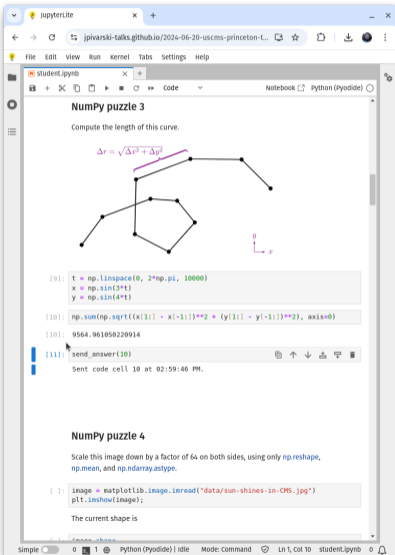 JupyterLite
jpivarski-talks.github.io/2024-06-20-uscms-princeton-t...
File Edit View Run Kernel Tabs Settings Help
student.ipynb
Code
Notebook Python (Pyodide)
NumPy puzzle 3
Compute the length of this curve.
Δr = √Δx² + Δy²
y
x
[9]: t = np.linspace(0, 2*np.pi, 10000)
x = np.sin(3*t)
y = np.sin(4*t)
[10]: np.sum(np.sqrt((x[1:] - x[-1:])**2 + (y[1:] - y[-1:])**2), axis=0)
[10]: 9564.961050220914
[11]: send_answer(10)
Sent code cell 10 at 02:59:46 PM.
NumPy puzzle 4
Scale this image down by a factor of 64 on both sides, using only np.reshape,
np.mean, and np.ndarray.astype.
[ ]: image = matplotlib.image.imread("data/sun-shines-in-CMS.jpg")
plt.imshow(image);
The current shape is
[ ]: image.shape
Simple 0 1 Python (Pyodide) | Idle Mode: Command Ln 1, Col 10 student.ipynb 0